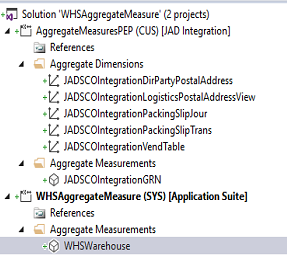 Solution 'WHSAggregateMeasure' (2 projects)
AggregateMeasuresPEP (CUS) [JAD Integration]
References
Aggregate Dimensions
JADSCOIntegrationDirPartyPostalAddress
JADSCOIntegrationLogisticsPostalAddressView
JADSCOIntegrationPackingSlipJour
JADSCOIntegrationPackingSlipTrans
JADSCOIntegrationVendTable
Aggregate Measurements
JADSCOIntegrationGRN
WHSAggregateMeasure (SYS) [Application Suite]
References
Aggregate Measurements
WHSWarehouse